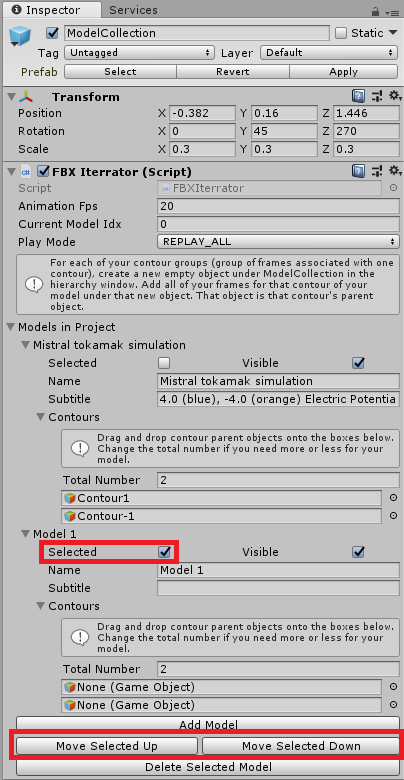 Inspector
Services
ModelCollection
Static
Tag Untagged Layer Default
Prefab Select Revert Apply
Transform
Position X -0.382 Y 0.16 Z 1.446
Rotation X 0 Y 45 Z 270
Scale X 0.3 Y 0.3 Z 0.3
FBX Iterrator (Script)
Script FBXIterrator
Animation Fps 20
Current Model Idx 0
Play Mode REPLAY_ALL
For each of your contour groups (group of frames associated with one
contour), create a new empty object under ModelCollection in the
hierarchy window. Add all of your frames for that contour of your
model under that new object. That object is that contour's parent
object.
Models in Project
Mistral tokamak simulation
Selected Visible
Name Mistral tokamak simulation
Subtitle 4.0 (blue), -4.0 (orange) Electric Potentia
Contours
Drag and drop contour parent objects onto the boxes below.
Change the total number if you need more or less for your
model.
Total Number 2
Contour1
Contour-1
Model 1
Selected Visible
Name Model 1
Subtitle
Contours
Drag and drop contour parent objects onto the boxes below.
Change the total number if you need more or less for your
model.
Total Number 2
None (Game Object)
None (Game Object)
Add Model
Move Selected Up Move Selected Down
Delete Selected Model